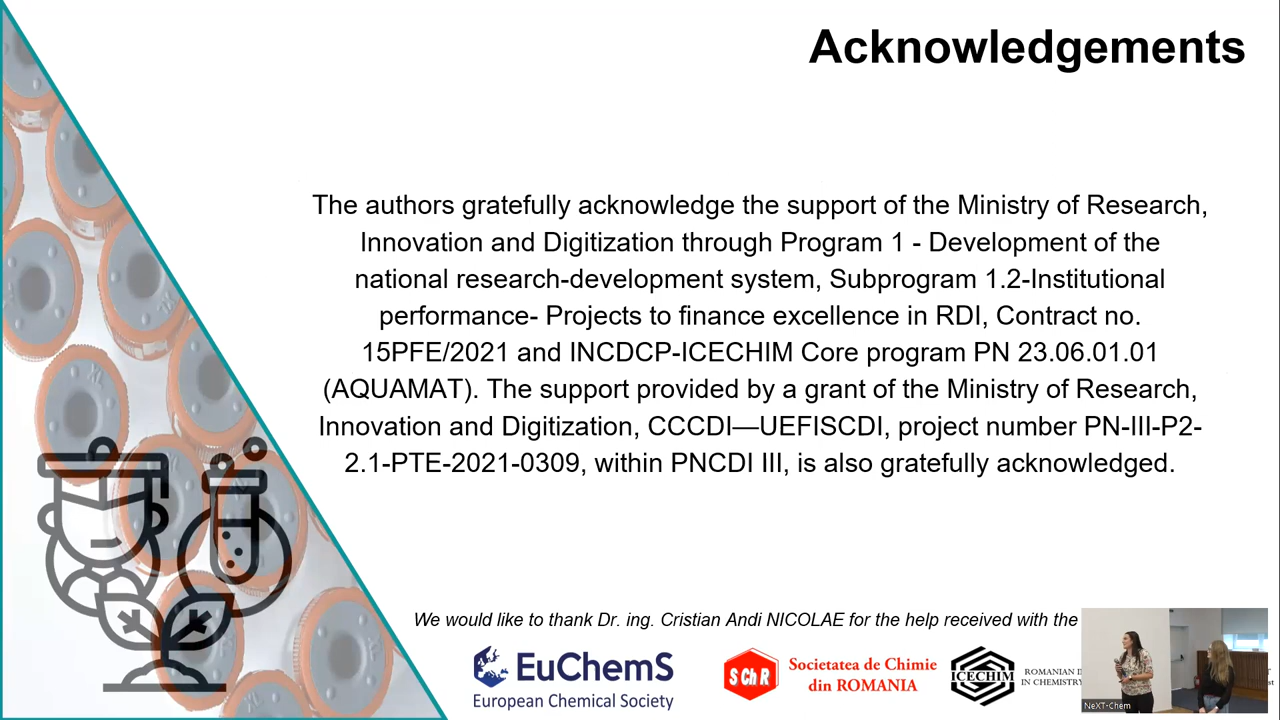 Acknowledgements
The authors gratefully acknowledge the support of the Ministry of Research,
Innovation and Digitization through Program 1 - Development of the
national research-development system, Subprogram 1.2-Institutional
performance- Projects to finance excellence in RDI, Contract no.
15PFE/2021 and INCDCP-ICECHIM Core program PN 23.06.01.01
(AQUAMAT). The support provided by a grant of the Ministry of Research,
Innovation and Digitization, CCCDI—UEFISCDI, project number PN-III-P2-
2.1-PTE-2021-0309, within PNCDI III, is also gratefully acknowledged.
We would like to thank Dr. ing. Cristian Andi NICOLAE for the help received with the
EuChemS
European Chemical Society
S Ch R
Societatea de Chimie
din ROMANIA
ICECHIM
ROMANIAN
IN CHEMISTRY
NeXT-Chem